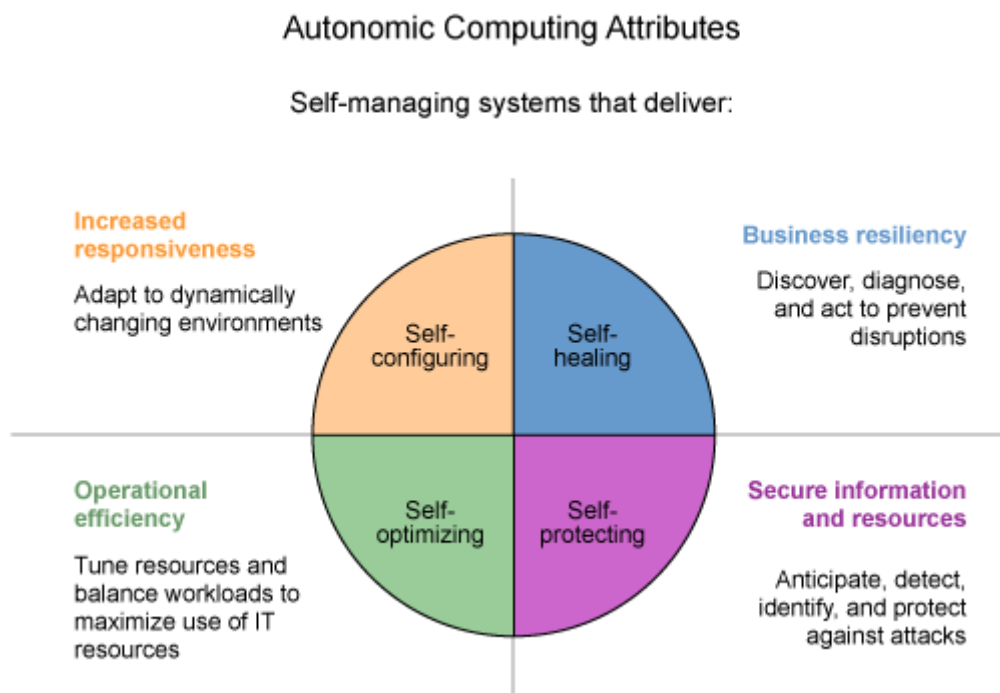 Autonomic Computing Attributes
Self-managing systems that deliver:
Increased
responsiveness
Adapt to dynamically
changing environments
Self-
configuring
Self-
healing
Business resiliency
Discover, diagnose,
and act to prevent
disruptions
Operational
efficiency
Tune resources and
balance workloads to
maximize use of IT
resources
Self-
optimizing
Self-
protecting
Secure information
and resources
Anticipate, detect,
identify, and protect
against attacks